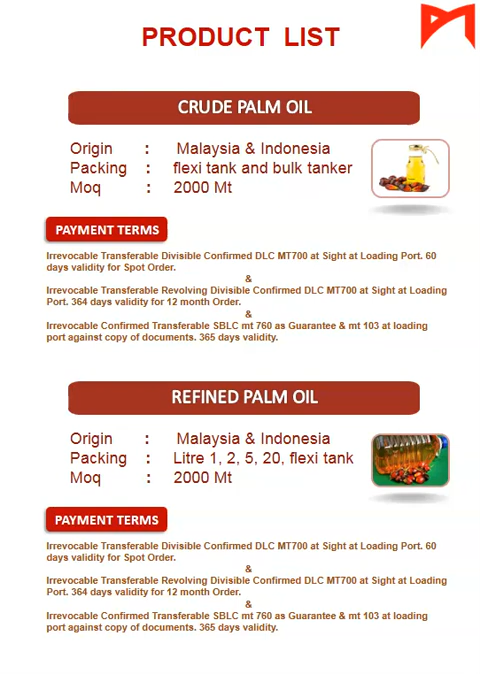 PRODUCT LIST
CRUDE PALM OIL
Origin : Malaysia & Indonesia
Packing : flexi tank and bulk tanker
Moq : 2000 Mt
PAYMENT TERMS
Irrevocable Transferable Divisible Confirmed DLC MT700 at Sight at Loading Port. 60
days validity for Spot Order.
&
Irrevocable Transferable Revolving Divisible Confirmed DLC MT700 at Sight at Loading
Port. 364 days validity for 12 month Order.
&
Irrevocable Confirmed Transferable SBLC mt 760 as Guarantee & mt 103 at loading
port against copy of documents. 365 days validity.
REFINED PALM OIL
Origin : Malaysia & Indonesia
Packing : Litre 1, 2, 5, 20, flexi tank
Moq : 2000 Mt
PAYMENT TERMS
Irrevocable Transferable Divisible Confirmed DLC MT700 at Sight at Loading Port. 60
days validity for Spot Order.
&
Irrevocable Transferable Revolving Divisible Confirmed DLC MT700 at Sight at Loading
Port. 364 days validity for 12 month Order.
&
Irrevocable Confirmed Transferable SBLC mt 760 as Guarantee & mt 103 at loading
port against copy of documents. 365 days validity.